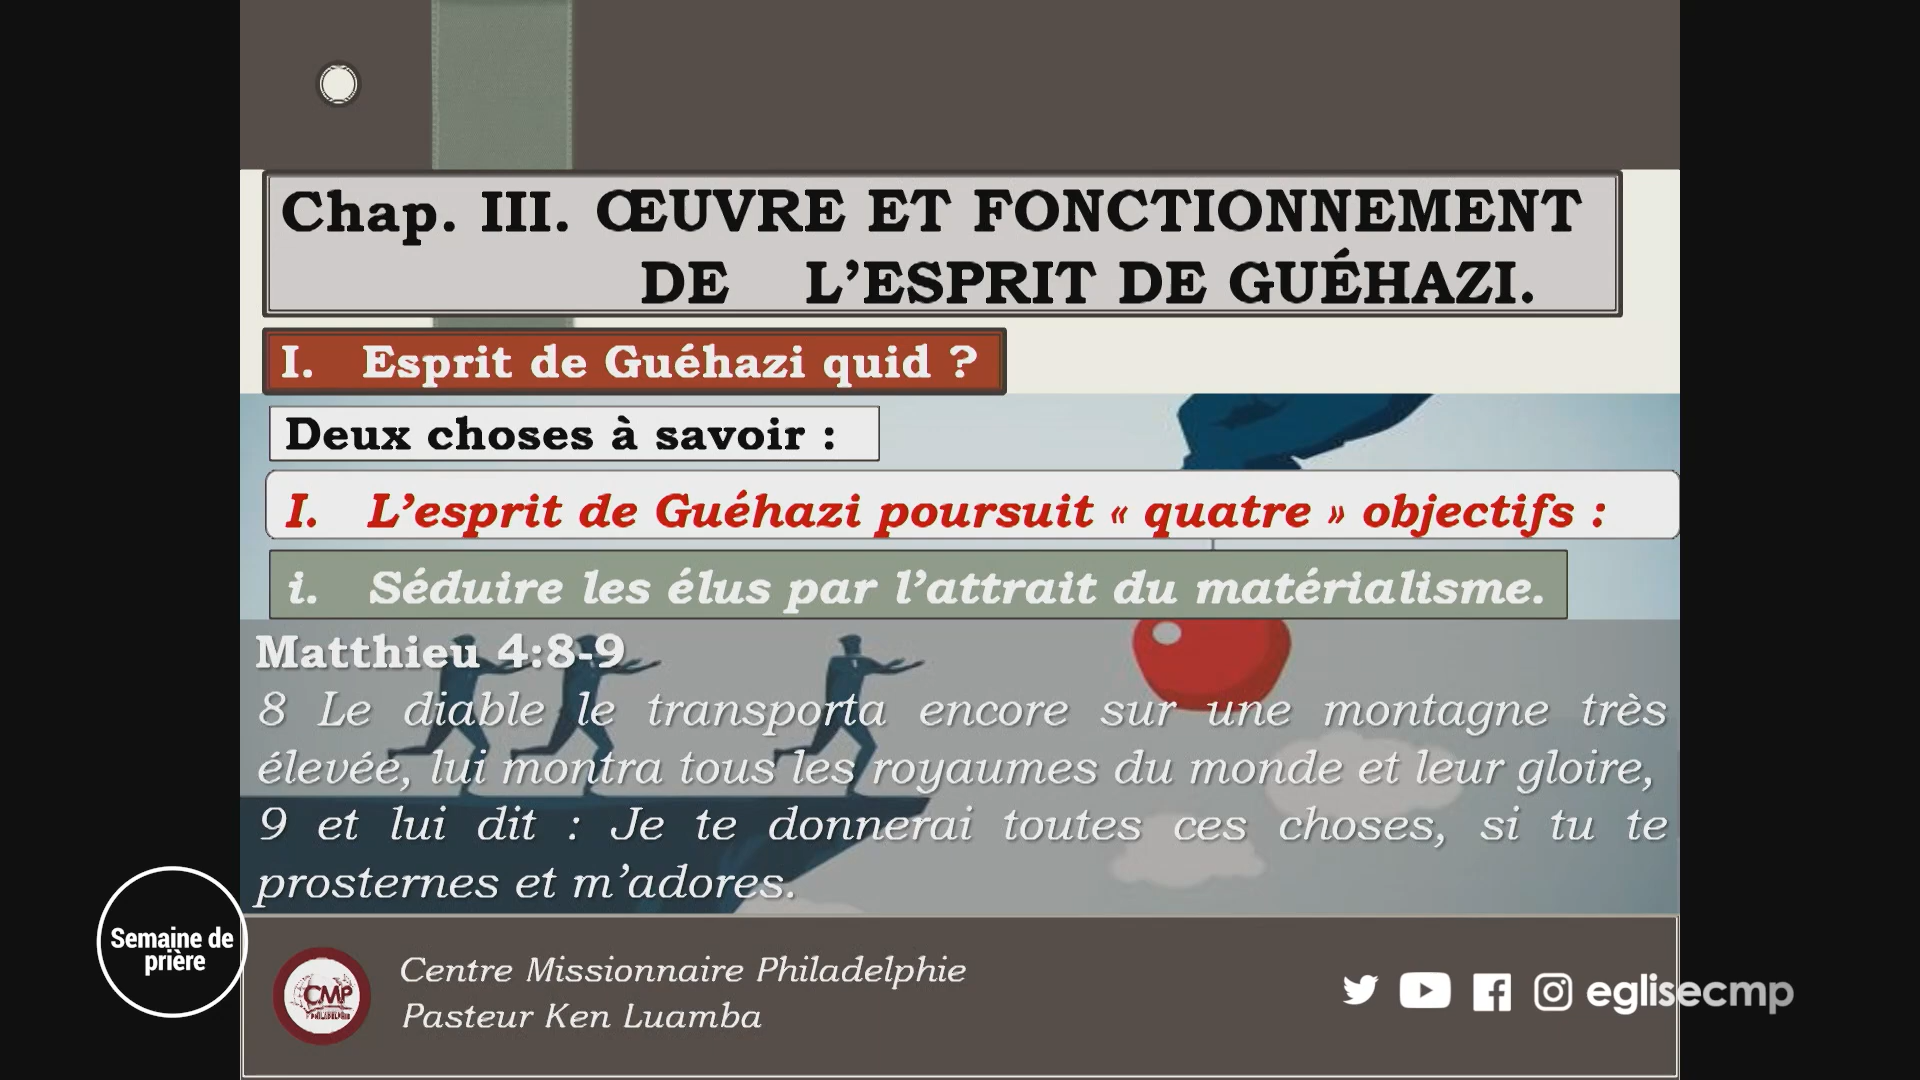 Chap. III. ŒUVRE ET FONCTIONNEMENT
DE L’ESPRIT DE GUÉHAZI.
I. Esprit de Guéhazi quid ?
Deux choses à savoir :
I. L’esprit de Guéhazi poursuit « quatre » objectifs :
i. Séduire les élus par l’attrait du matérialisme.
Matthieu 4:8-9
8 Le diable le transporta encore sur une montagne très
élevée, lui montra tous les royaumes du monde et leur gloire,
9 et lui dit : Je te donnerai toutes ces choses, si tu te
prosternes et m’adores.
Semaine de
prière
CMP
PHILADELPHIE
Centre Missionnaire Philadelphie
Pasteur Ken Luamba
eglisecmp